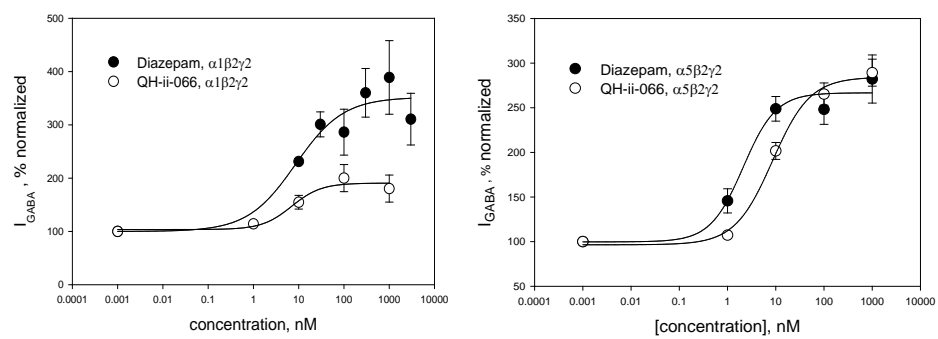 500
400
300
200
100
0
I_GABA , % normalized
Diazepam, α1β2γ2
QH-ii-066, α1β2γ2
0.0001 0.001 0.01 0.1 1 10 100 1000 10000
concentration, nM
350
300
250
200
150
100
50
I_GABA , % normalized
Diazepam, α5β2γ2
QH-ii-066, α5β2γ2
0.0001 0.001 0.01 0.1 1 10 100 1000 10000
[concentration], nM